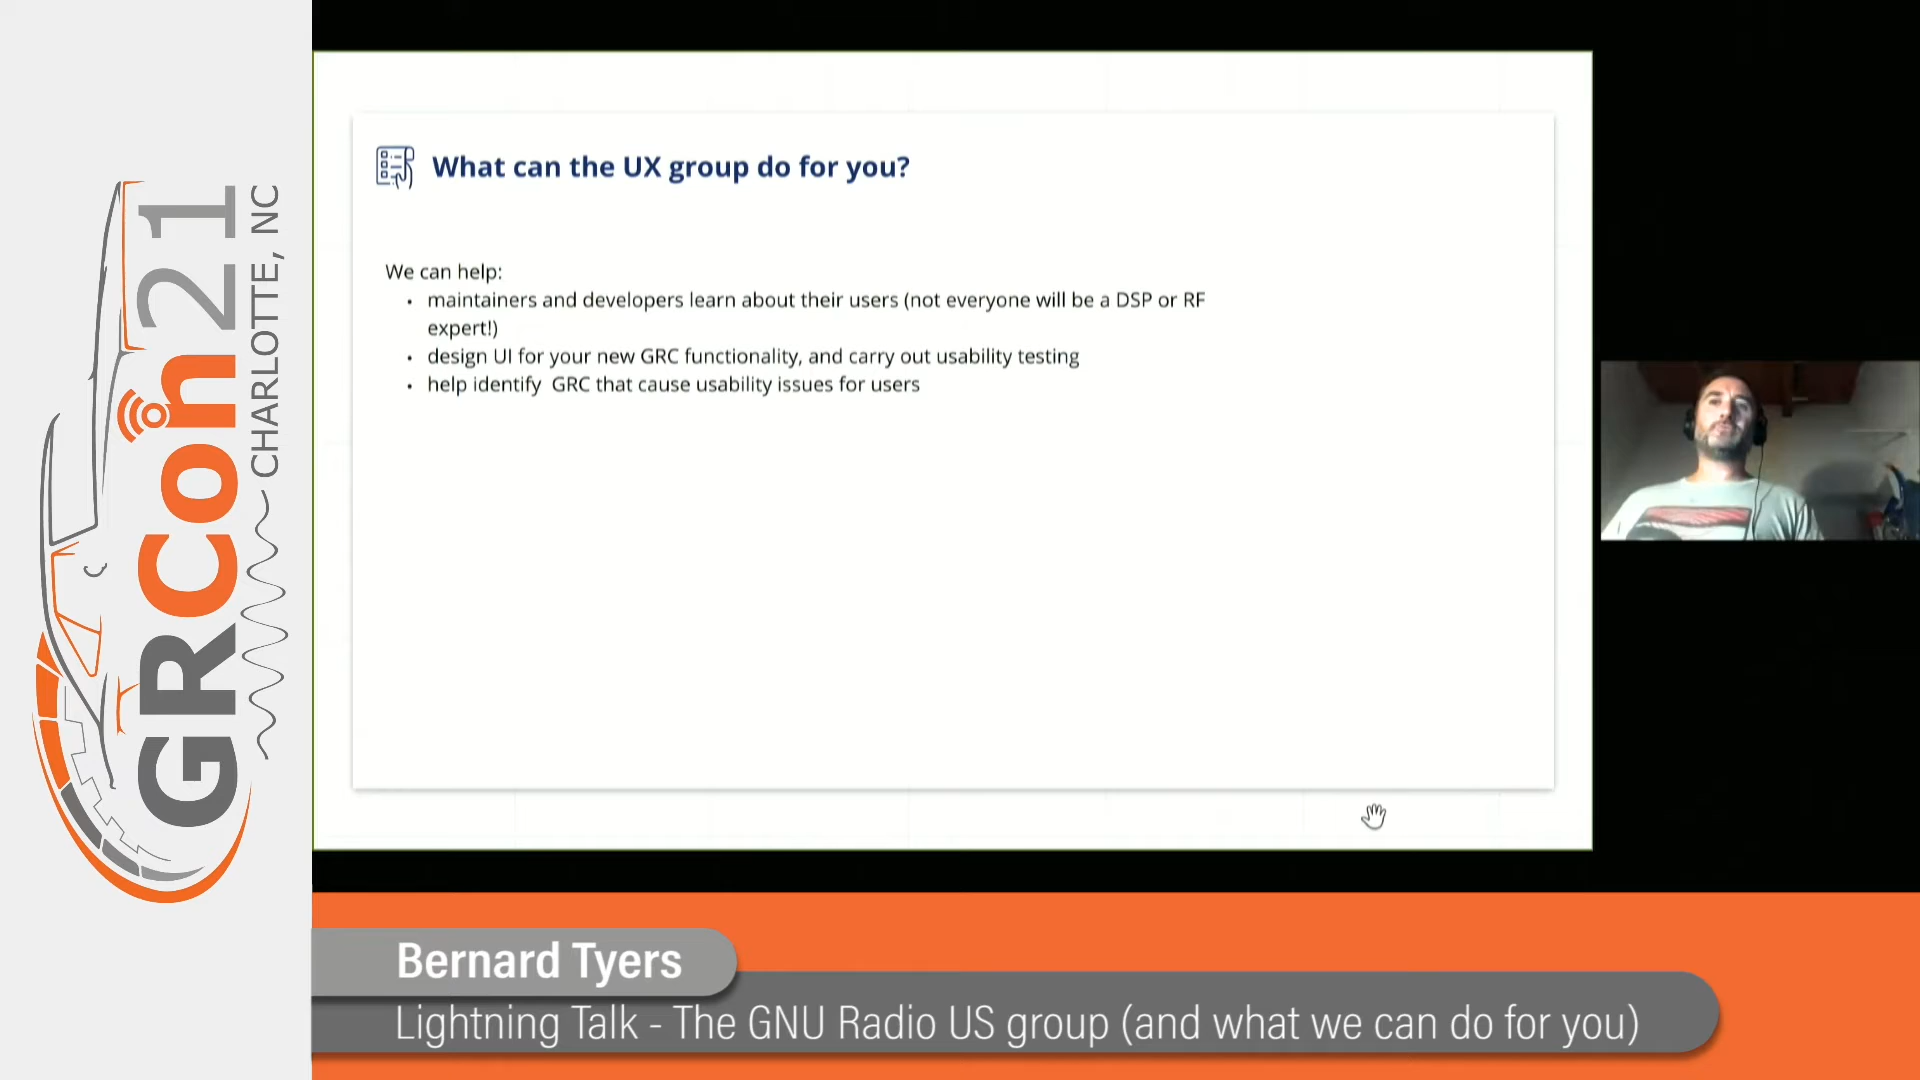 GRCon21
CHARLOTTE, NC
What can the UX group do for you?
We can help:
• maintainers and developers learn about their users (not everyone will be a DSP or RF
expert!)
• design UI for your new GRC functionality, and carry out usability testing
• help identify  GRC that cause usability issues for users
Bernard Tyers
Lightning Talk - The GNU Radio US group (and what we can do for you)